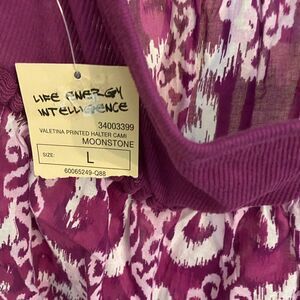 LIFE ENERGY
INTELLIGENCE
34003399
VALETINA PRINTED HALTER CAMI
MOONSTONE
SIZE: L
60065249-Q88